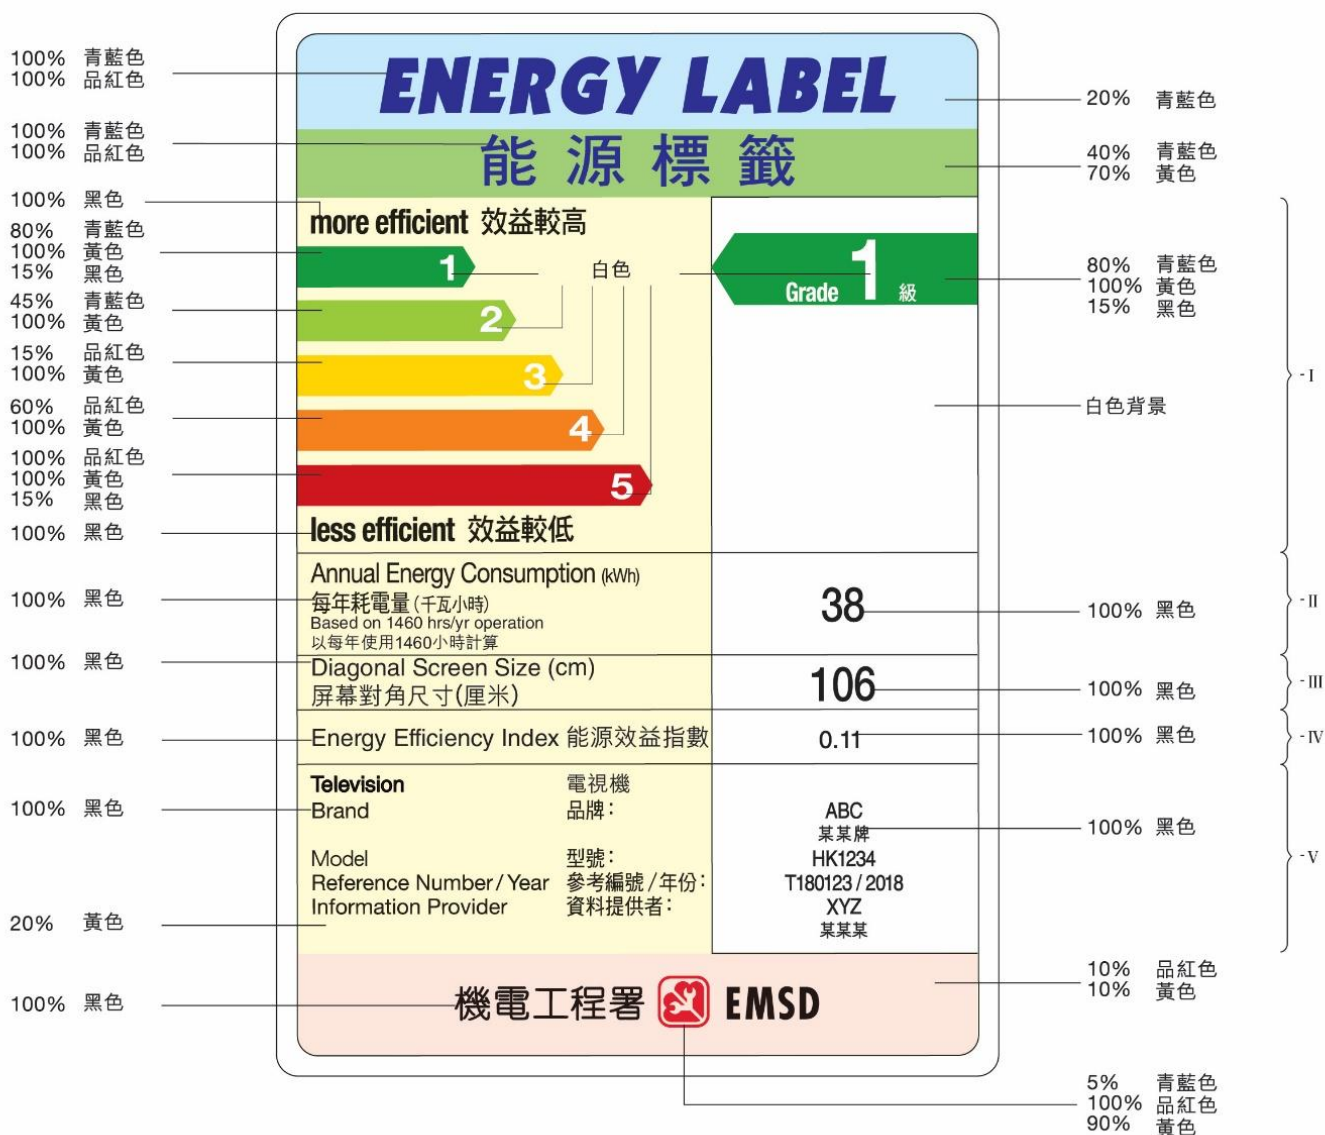 100% 青藍色
100% 品紅色
100% 青藍色
100% 品紅色
100% 黑色
80% 青藍色
100% 黃色
15% 黑色
45% 青藍色
100% 黃色
15% 品紅色
100% 黃色
60% 品紅色
100% 黃色
100% 品紅色
100% 黃色
15% 黑色
100% 黑色
100% 黑色
100% 黑色
100% 黑色
100% 黑色
20% 黃色
100% 黑色
ENERGY LABEL
能源標籤
more efficient 效益較高
1
2
3
4
5
白色
less efficient 效益較低
1
Grade 級
Annual Energy Consumption (kWh)
每年耗電量(千瓦小時)
Based on 1460 hrs/yr operation
以每年使用1460小時計算
38
Diagonal Screen Size (cm)
屏幕對角尺寸(厘米)
106
Energy Efficiency Index 能源效益指數
0.11
Television 電視機
Brand 品牌: ABC
某某牌
Model 型號: HK1234
Reference Number / Year 參考編號 / 年份: T180123 / 2018
Information Provider 資料提供者: XYZ
某某某
機電工程署 EMSD
20% 青藍色
40% 青藍色
70% 黃色
80% 青藍色
100% 黃色
15% 黑色
白色背景
100% 黑色
100% 黑色
100% 黑色
100% 黑色
10% 品紅色
10% 黃色
5% 青藍色
100% 品紅色
90% 黃色
-I
-II
-III
-IV
-V